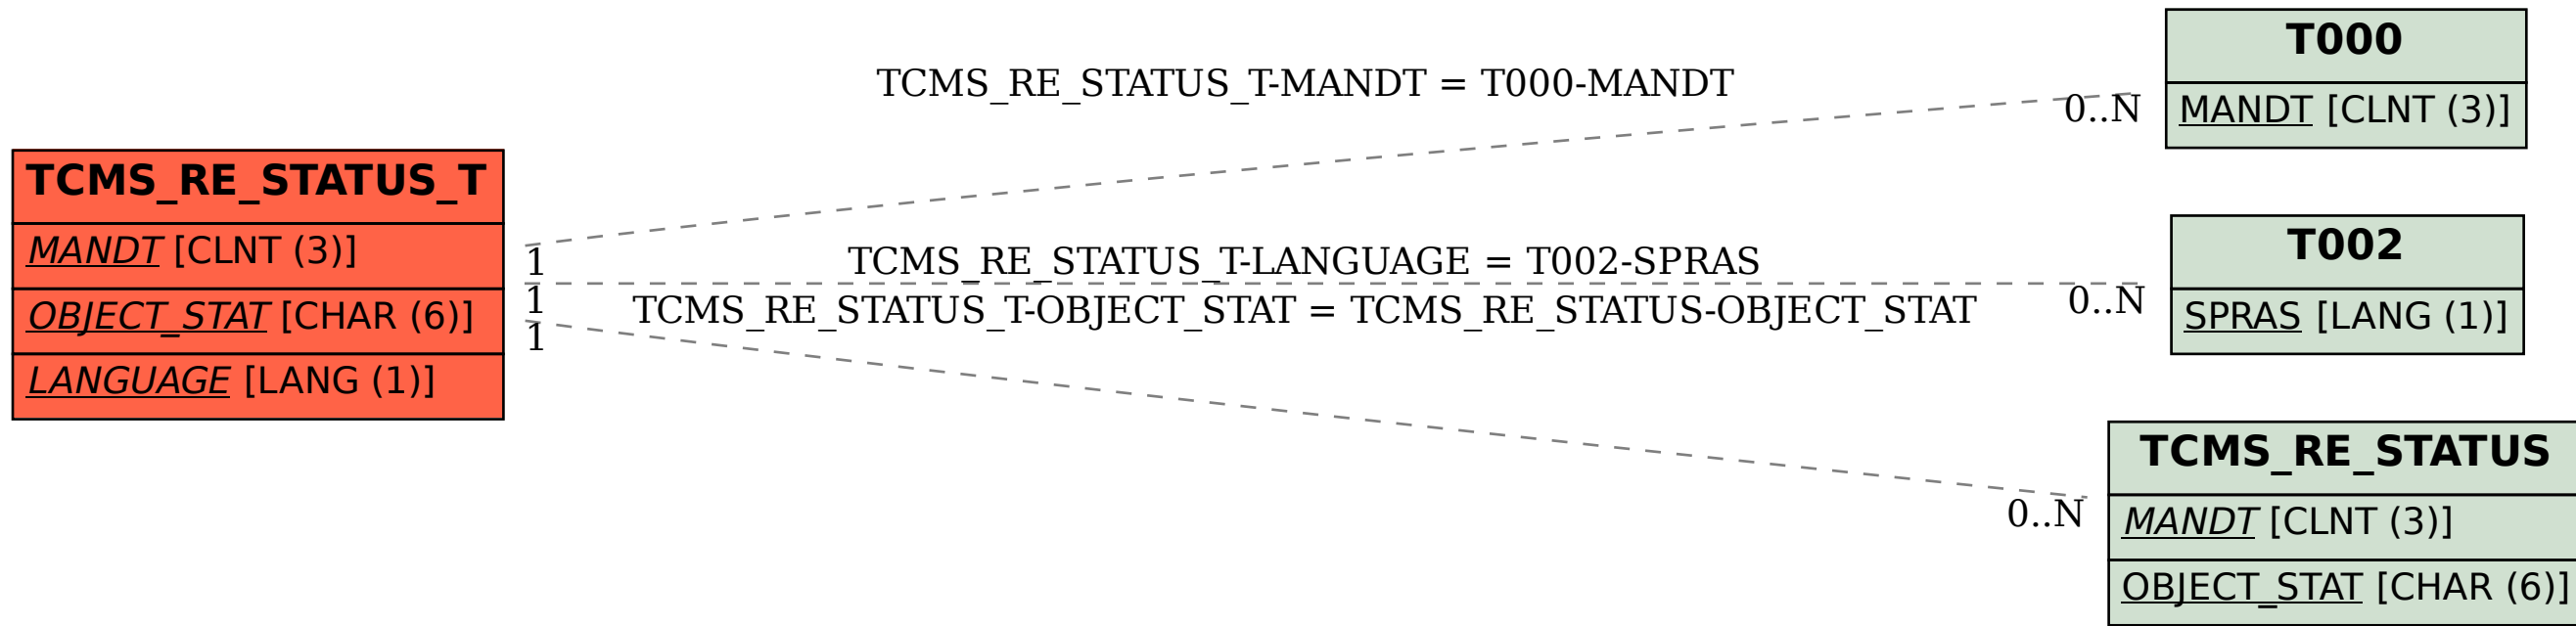 TCMS_RE_STATUS_T
MANDT [CLNT (3)]
OBJECT_STAT [CHAR (6)]
LANGUAGE [LANG (1)]
TCMS_RE_STATUS_T-MANDT = T000-MANDT
1
0..N
TCMS_RE_STATUS_T-LANGUAGE = T002-SPRAS
1
0..N
TCMS_RE_STATUS_T-OBJECT_STAT = TCMS_RE_STATUS-OBJECT_STAT
1
0..N
T000
MANDT [CLNT (3)]
T002
SPRAS [LANG (1)]
TCMS_RE_STATUS
MANDT [CLNT (3)]
OBJECT_STAT [CHAR (6)]